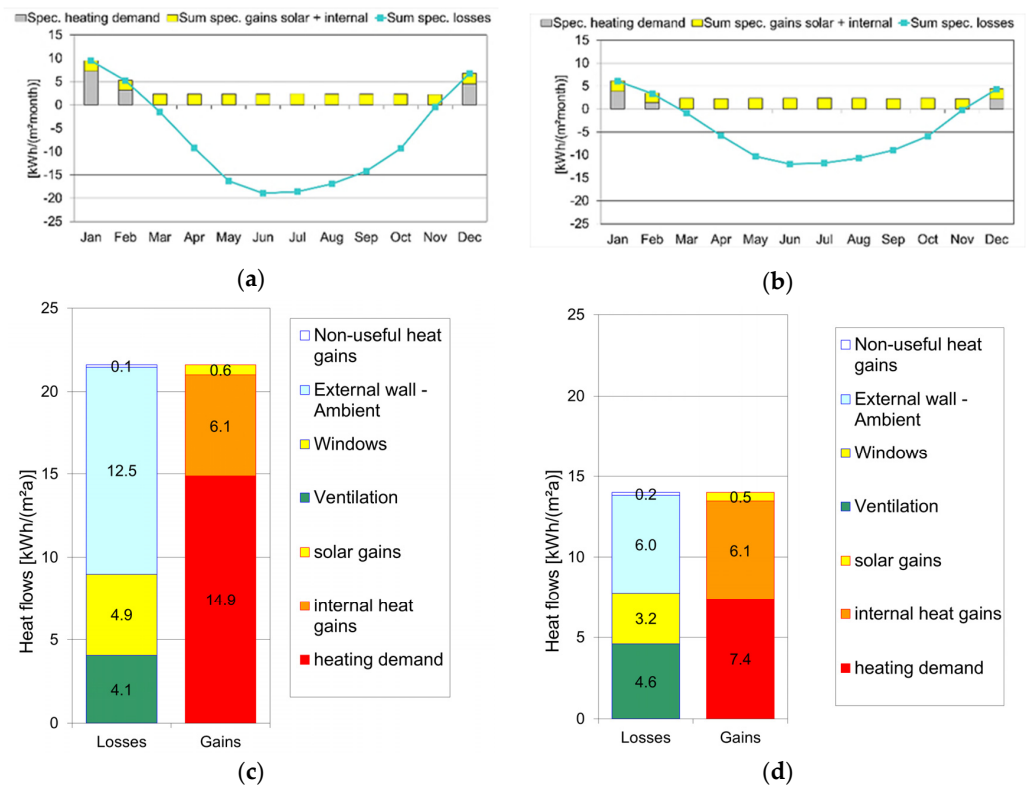 Spec. heating demand Sum spec. gains solar + internal Sum spec. losses
[kWh/(m²month)]
15
10
5
0
-5
-10
-15
-20
-25
Jan Feb Mar Apr May Jun Jul Aug Sep Oct Nov Dec
(a)
Spec. heating demand Sum spec. gains solar + internal Sum spec. losses
[kWh/(m²month)]
15
10
5
0
-5
-10
-15
-20
-25
Jan Feb Mar Apr May Jun Jul Aug Sep Oct Nov Dec
(b)
Heat flows [kWh/(m²a)]
25
20
15
10
5
0
0.1
12.5
4.9
4.1
0.6
6.1
14.9
Losses Gains
Non-useful heat
gains
External wall -
Ambient
Windows
Ventilation
solar gains
internal heat
gains
heating demand
(c)
Heat flows [kWh/(m²a)]
25
20
15
10
5
0
0.2
6.0
3.2
4.6
0.5
6.1
7.4
Losses Gains
Non-useful heat
gains
External wall -
Ambient
Windows
Ventilation
solar gains
internal heat gains
heating demand
(d)